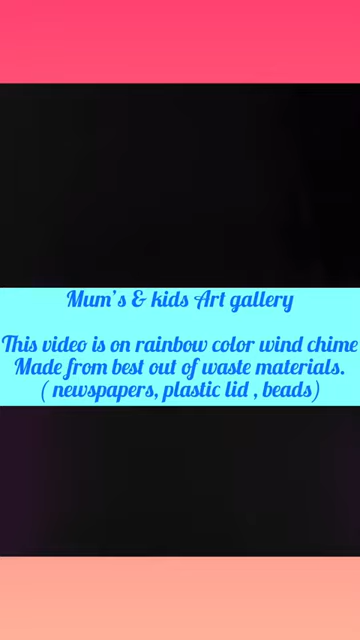 Mum's & kids Art gallery
This video is on rainbow color wind chime
Made from best out of waste materials.
( newspapers, plastic lid , beads)